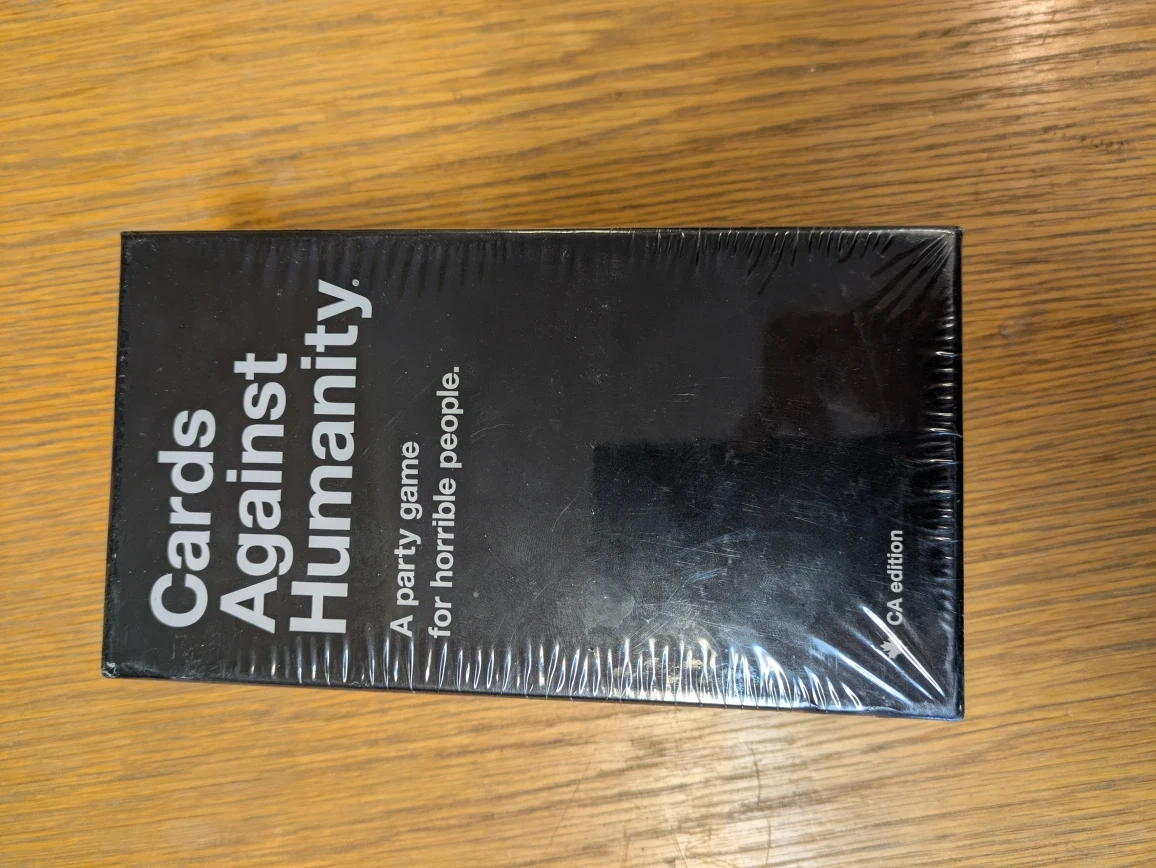 Cards
Against
Humanity.
A party game
for horrible people.
CA edition